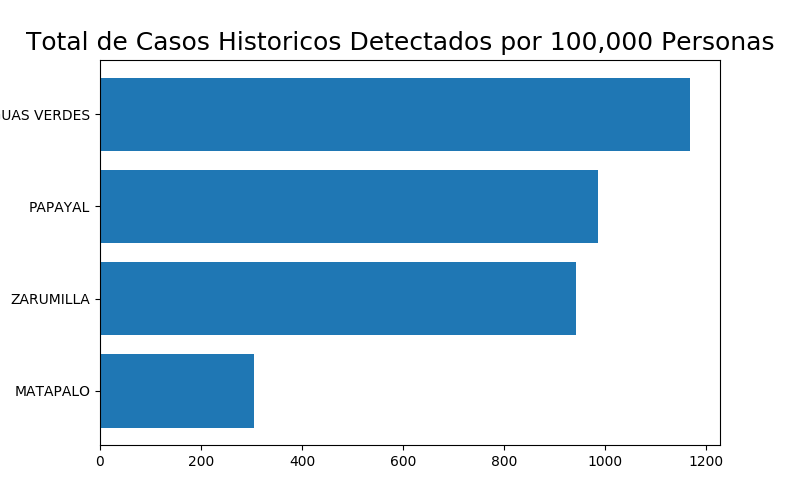 Total de Casos Historicos Detectados por 100,000 Personas
UAS VERDES
PAPAYAL
ZARUMILLA
MATAPALO
0 200 400 600 800 1000 1200